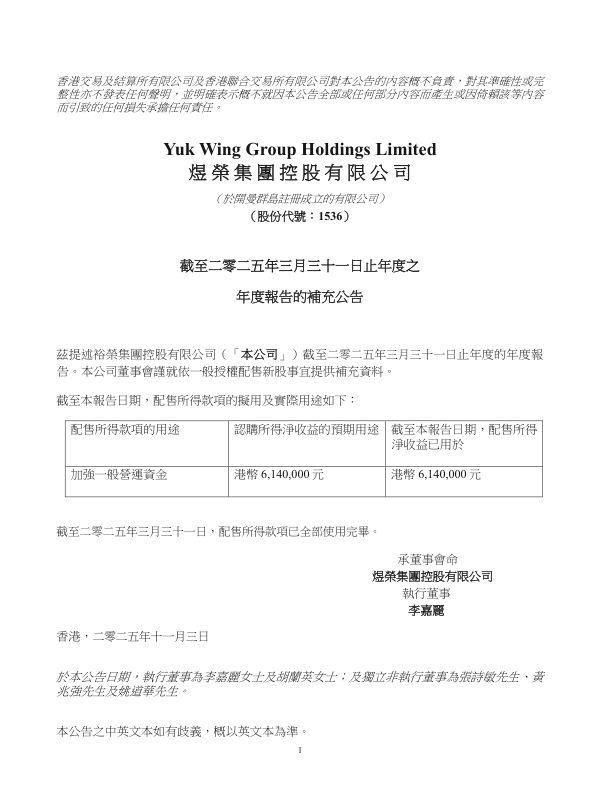 香港交易及結算所有限公司及香港聯合交易所有限公司對本公告的內容概不負責，對其準確性或完
整性亦不發表任何聲明，並明確表示概不就因本公告全部或任何部分內容而產生或因倚賴該等內容
而引致的任何損失承擔任何責任。
Yuk Wing Group Holdings Limited
煜榮集團控股有限公司
（於開曼群島註冊成立的有限公司）
（股份代號：1536）
截至二零二五年三月三十一日止年度之
年度報告的補充公告
茲提述裕榮集團控股有限公司（「本公司」）截至二零二五年三月三十一日止年度的年度報
告。本公司董事會謹就依一般授權配售新股事宜提供補充資料。
截至本報告日期，配售所得款項的擬用及實際用途如下：
配售所得款項的用途 認購所得淨收益的預期用途 截至本報告日期，配售所得
淨收益已用於
加強一般營運資金 港幣 6,140,000 元 港幣 6,140,000 元
截至二零二五年三月三十一日，配售所得款項已全部使用完畢。
承董事會命
煜榮集團控股有限公司
執行董事
李嘉麗
香港，二零二五年十一月三日
於本公告日期，執行董事為李嘉麗女士及胡蘭英女士；及獨立非執行董事為張詩敏先生、黃
兆強先生及姚道華先生。
本公告之中英文本如有歧義，概以英文本為準。
1